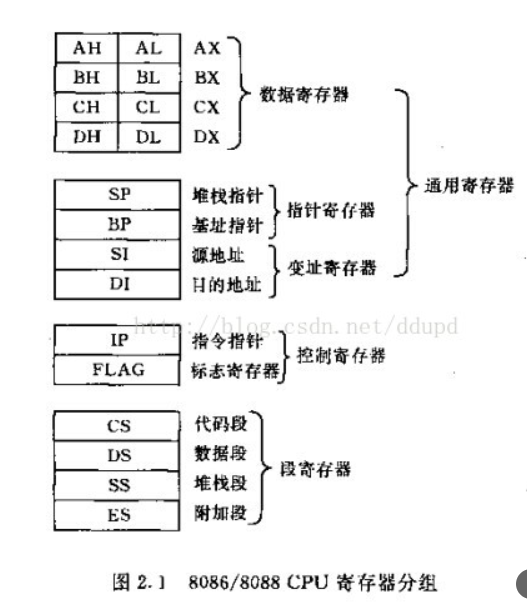 AH AL AX
BH BL BX
CH CL CX
DH DL DX
数据寄存器
SP 堆栈指针
BP 基址指针
指针寄存器
SI 源地址
DI 目的地址
变址寄存器
通用寄存器
http://blog.csdn.net/ddupd
IP 指令指针
FLAG 标志寄存器
控制寄存器
CS 代码段
DS 数据段
SS 堆栈段
ES 附加段
段寄存器
图 2.1 8086/8088 CPU 寄存器分组